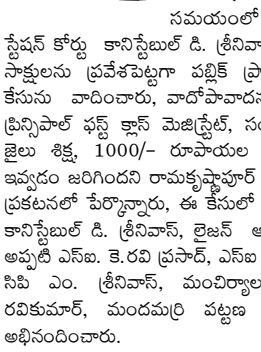 సమయంలో
స్టేషన్ కోర్టు కానిస్టేబుల్ డి. శ్రీనివా
సాక్షులను ప్రవేశపెట్టగా పబ్లిక్ ప్రా
కేసును వాదించారు, వాదోపావాదన
ప్రిన్సిపాల్ ఫస్ట్ క్లాస్ మెజిస్ట్రేట్, సం
జైలు శిక్ష, 1000/– రూపాయల
ఇవ్వడం జరిగిందని రామకృష్ణాపూర్
ప్రకటనలో పేర్కొన్నారు, ఈ కేసులో
కానిస్టేబుల్ డి. శ్రీనివాస్, లైజన్ ఆ
అప్పటి ఎస్ఐ. కె.రవి ప్రసాద్, ఎస్ఐ
సిపి ఎం. శ్రీనివాస్, మంచిర్యాల
రవికుమార్, మందమర్రి పట్టణ
అభినందించారు.